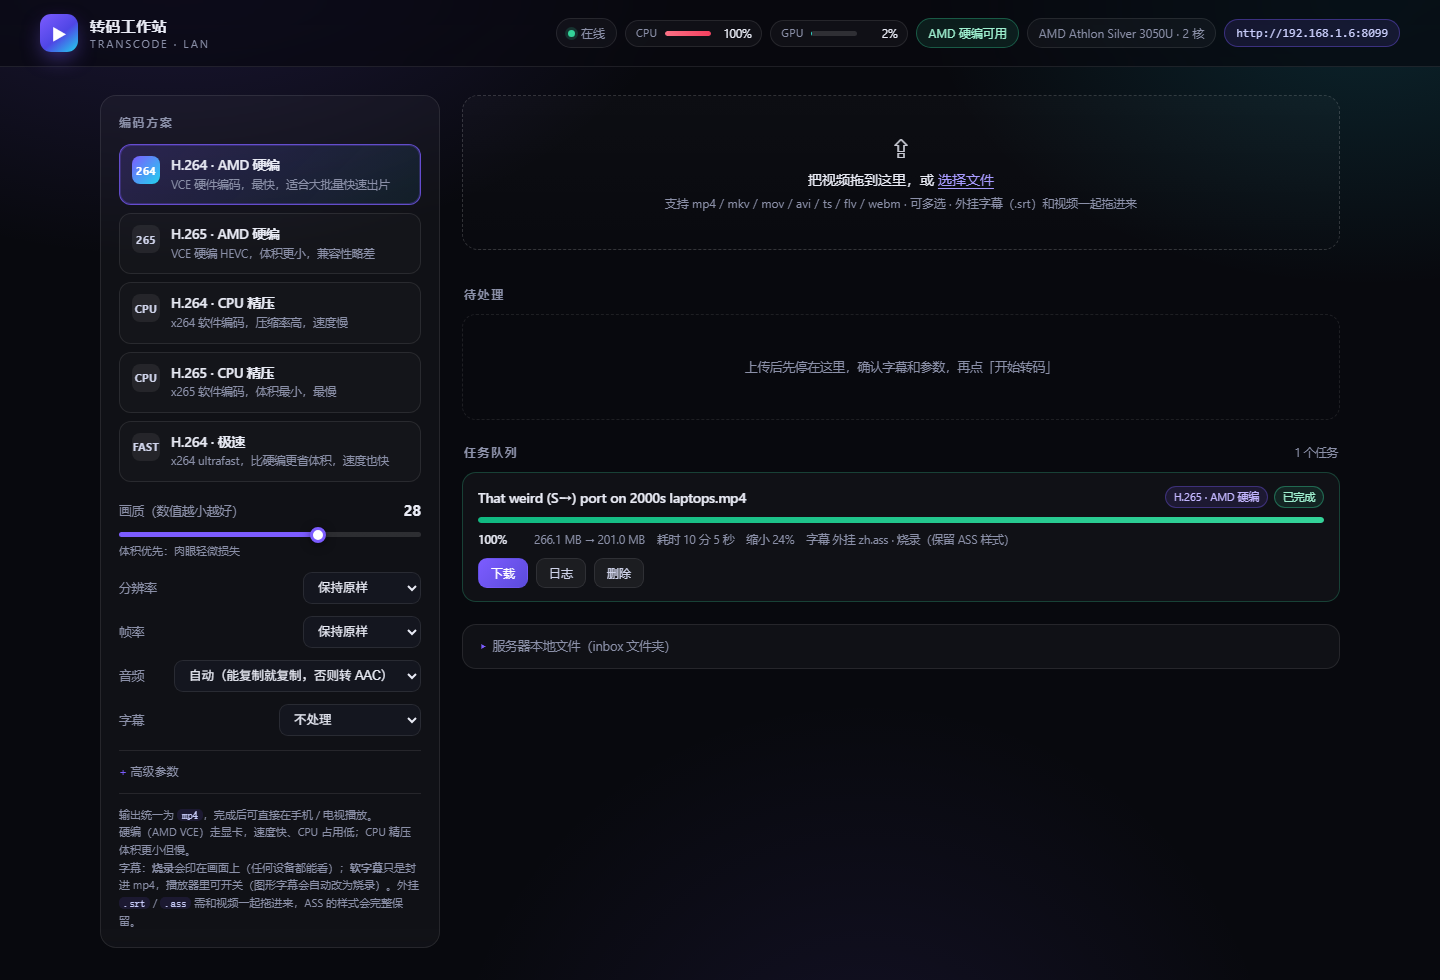 转码工作站
TRANSCODE · LAN
在线
CPU 100%
GPU 2%
AMD 硬编可用
AMD Athlon Silver 3050U · 2 核
http://192.168.1.6:8099
编码方案
264
H.264 · AMD 硬编
VCE 硬件编码，最快，适合大批量快速出片
265
H.265 · AMD 硬编
VCE 硬编 HEVC，体积更小，兼容性略差
CPU
H.264 · CPU 精压
x264 软件编码，压缩率高，速度慢
CPU
H.265 · CPU 精压
x265 软件编码，体积最小，最慢
FAST
H.264 · 极速
x264 ultrafast，比硬编更省体积，速度也快
画质（数值越小越好） 28
体积优先：肉眼轻微损失
分辨率 保持原样
帧率 保持原样
音频 自动（能复制就复制，否则转 AAC）
字幕 不处理
+ 高级参数
输出统一为 mp4，完成后可直接在手机 / 电视播放。
硬编（AMD VCE）走显卡，速度快、CPU 占用低；CPU 精压
体积更小但慢。
字幕：烧录会印在画面上（任何设备都能看）；软字幕只是封
进 mp4，播放器里可开关（图形字幕会自动改为烧录）。外挂
.srt / .ass 需和视频一起拖进来，ASS 的样式会完整保
留。
把视频拖到这里，或 选择文件
支持 mp4 / mkv / mov / avi / ts / flv / webm · 可多选 · 外挂字幕（.srt）和视频一起拖进来
待处理
上传后先停在这里，确认字幕和参数，再点「开始转码」
任务队列 1 个任务
That weird (S→) port on 2000s laptops.mp4 H.265 · AMD 硬编 已完成
100% 266.1 MB → 201.0 MB 耗时 10 分 5 秒 缩小 24% 字幕 外挂 zh.ass · 烧录（保留 ASS 样式）
下载 日志 删除
服务器本地文件（inbox 文件夹）